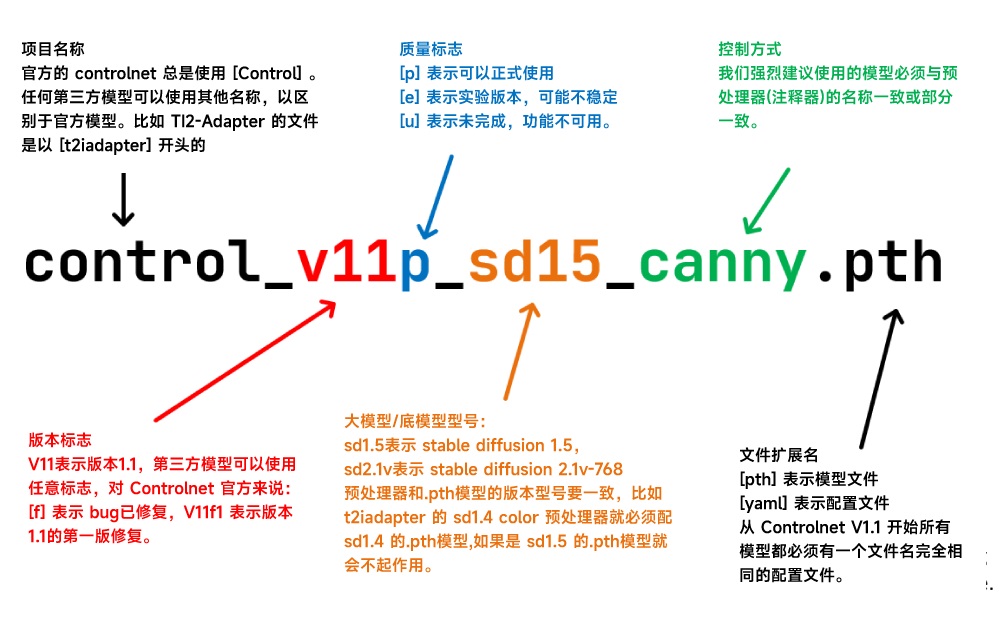 项目名称
官方的 controlnet 总是使用 [Control] 。
任何第三方模型可以使用其他名称，以区
别于官方模型。比如 TI2-Adapter 的文件
是以 [t2iadapter] 开头的
质量标志
[p] 表示可以正式使用
[e] 表示实验版本，可能不稳定
[u] 表示未完成，功能不可用。
控制方式
我们强烈建议使用的模型必须与预
处理器(注释器)的名称一致或部分
一致。
control_v11p_sd15_canny.pth
版本标志
V11表示版本1.1，第三方模型可以使用
任意标志，对 Controlnet 官方来说：
[f] 表示 bug已修复，V11f1 表示版本
1.1的第一版修复。
大模型/底模型型号：
sd1.5表示 stable diffusion 1.5，
sd2.1v表示 stable diffusion 2.1v-768
预处理器和.pth模型的版本型号要一致，比如
t2iadapter 的 sd1.4 color 预处理器就必须配
sd1.4 的.pth模型,如果是 sd1.5 的.pth模型就
会不起作用。
文件扩展名
[pth] 表示模型文件
[yaml] 表示配置文件
从 Controlnet V1.1 开始所有
模型都必须有一个文件名完全相
同的配置文件。